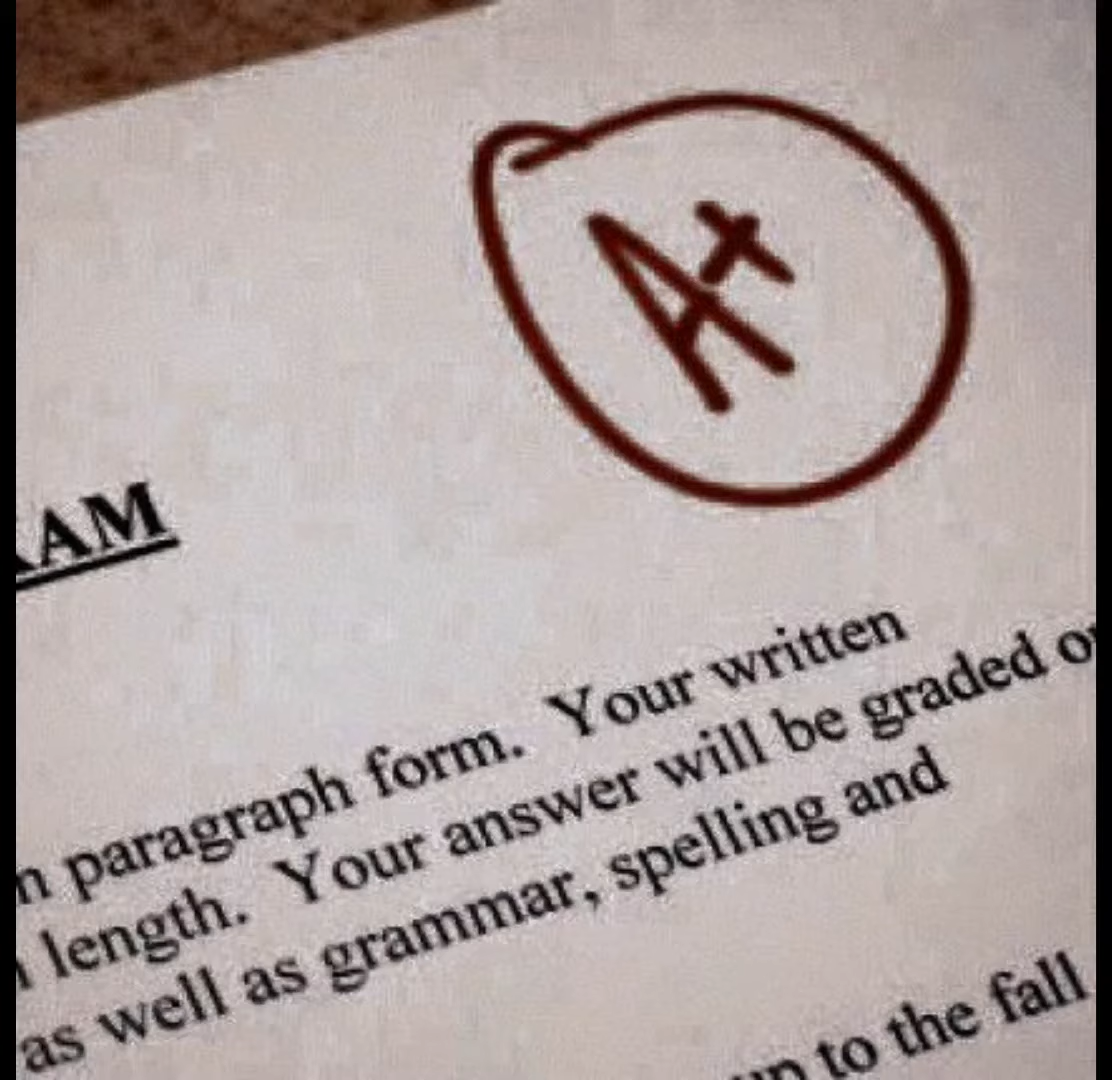 A+
AM
paragraph form. Your written
length. Your answer will be graded
as well as grammar, spelling and
to the fall